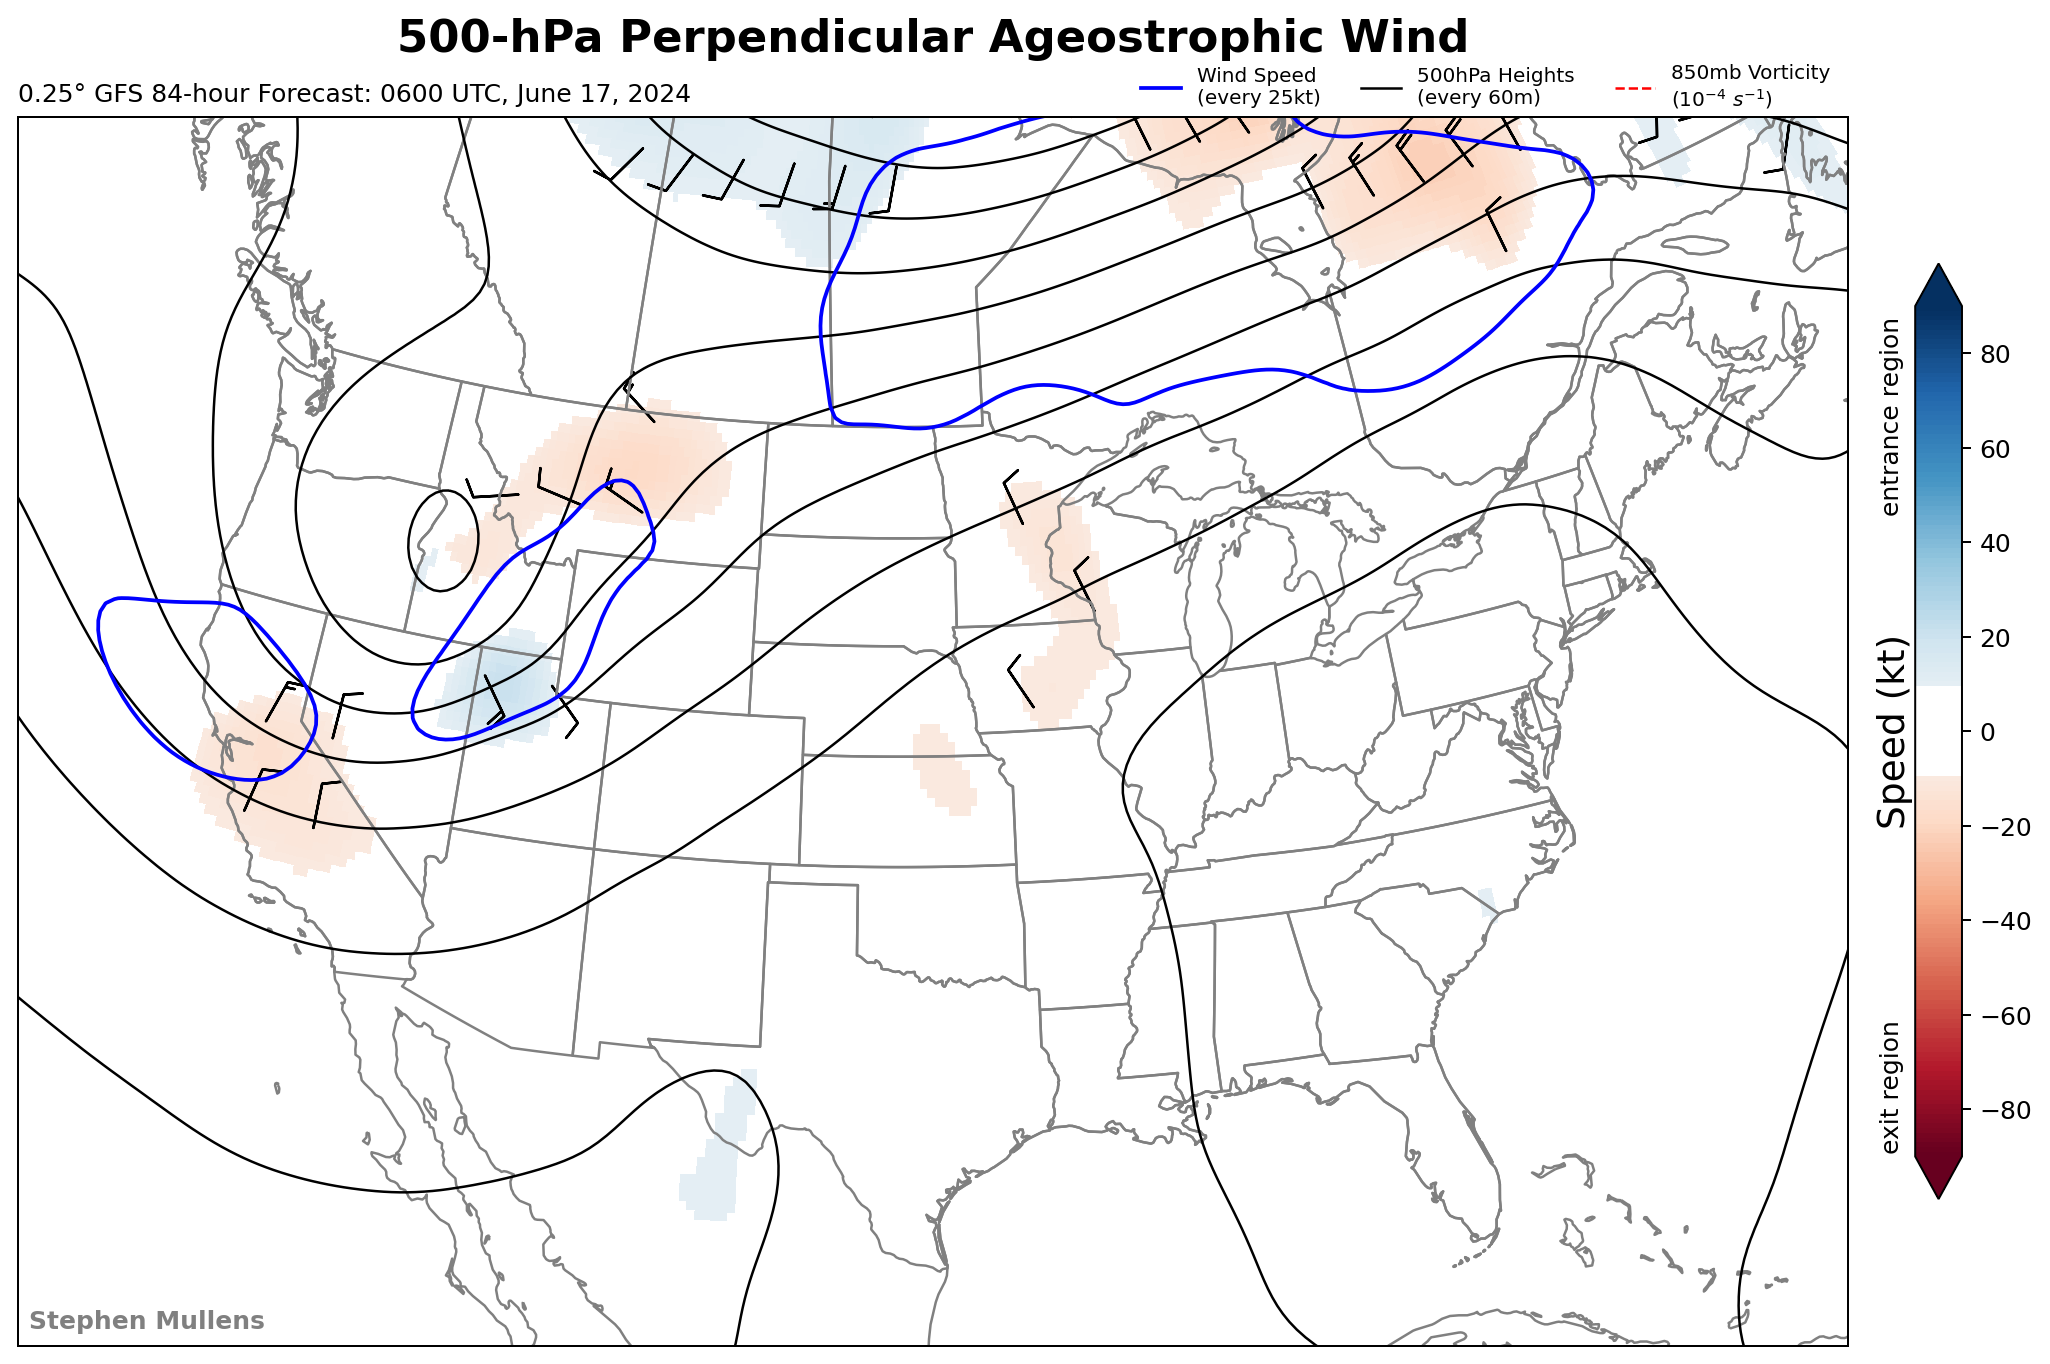 500-hPa Perpendicular Ageostrophic Wind
0.25° GFS 84-hour Forecast: 0600 UTC, June 17, 2024
Wind Speed
(every 25kt)
500hPa Heights
(every 60m)
850mb Vorticity
(10⁻⁴ s⁻¹)
entrance region
Speed (kt)
exit region
80
60
40
20
0
−20
−40
−60
−80
Stephen Mullens